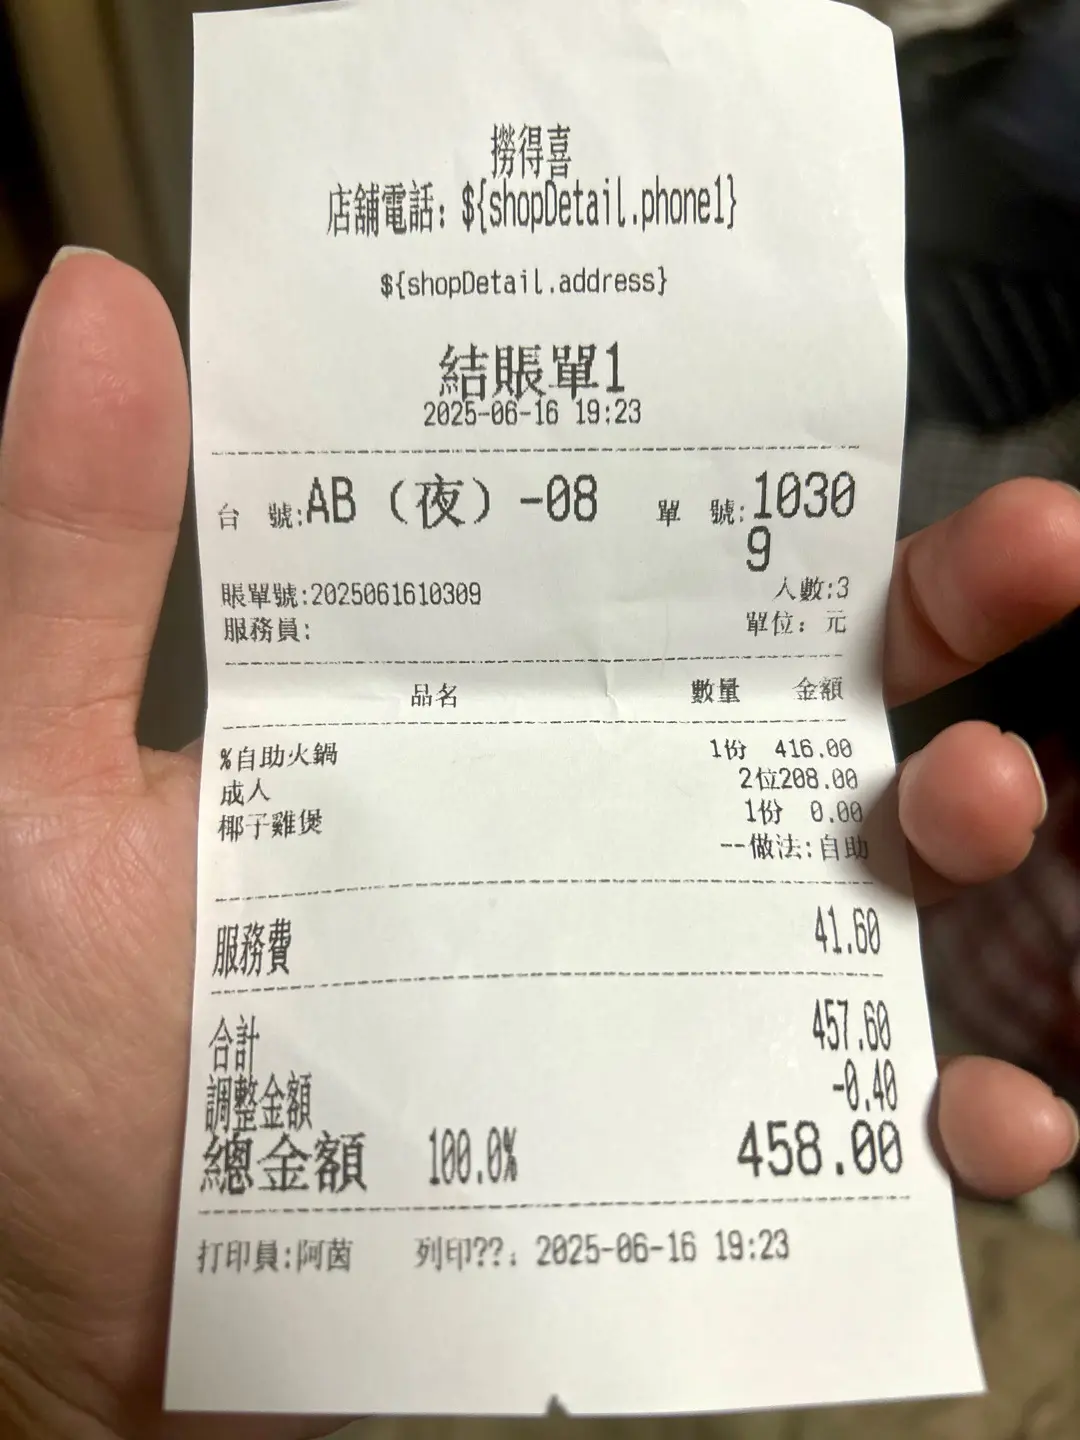 撈得喜
店舖電話: ${shopDetail.phone1}
${shopDetail.address}
結賬單1
2025-06-16 19:23
台 號:AB（夜）-08 單 號:1030
9
賬單號:2025061610309 人數:3
服務員: 單位: 元
品名 數量 金額
%自助火鍋 1份 416.00
成人 2位208.00
椰子雞煲 1份 0.00
--做法:自助
服務費 41.60
合計 457.60
調整金額 -0.40
總金額 100.0% 458.00
打印員:阿茵 列印??: 2025-06-16 19:23